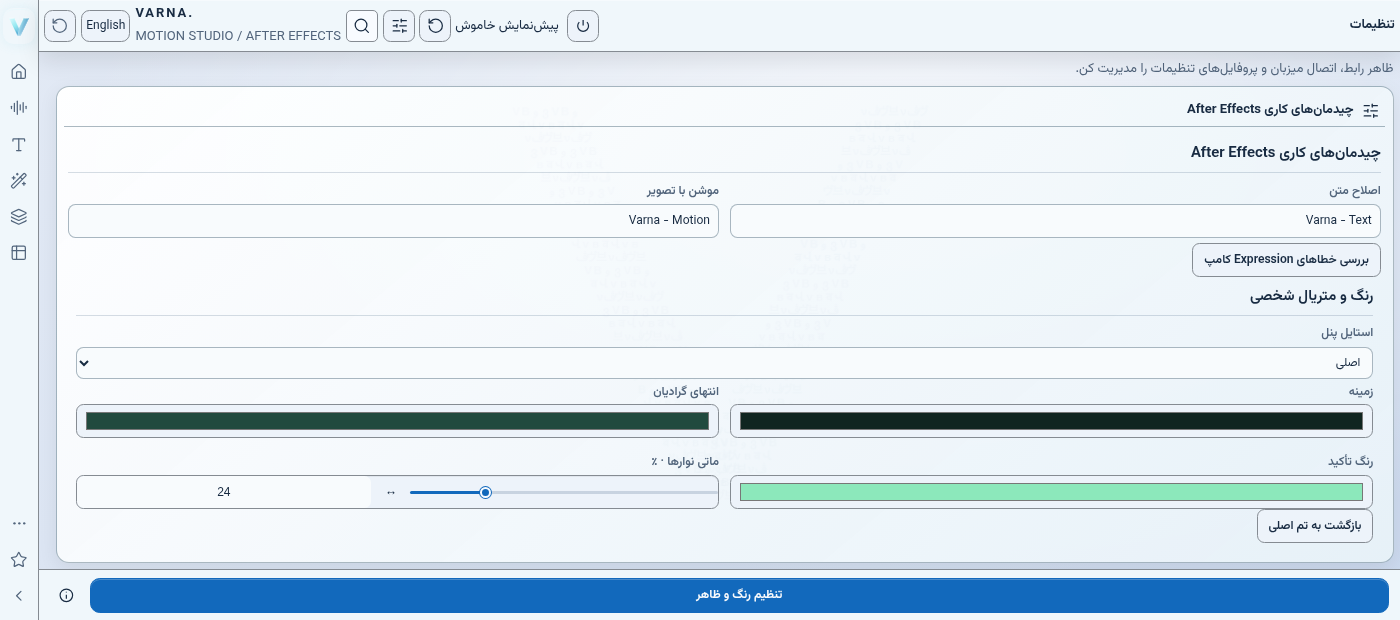 تنظیمات
پیش‌نمایش خاموش
VARNA.
MOTION STUDIO / AFTER EFFECTS
English
ظاهر رابط، اتصال میزبان و پروفایل‌های تنظیمات را مدیریت کن.
چیدمان‌های کاری After Effects
چیدمان‌های کاری After Effects
اصلاح متن
موشن با تصویر
Varna - Text
Varna - Motion
بررسی خطاهای Expression کامپ
رنگ و متریال شخصی
استایل پنل
اصلی
زمینه
انتهای گرادیان
رنگ تأکید
ماتی نوارها · ٪
24
بازگشت به تم اصلی
تنظیم رنگ و ظاهر